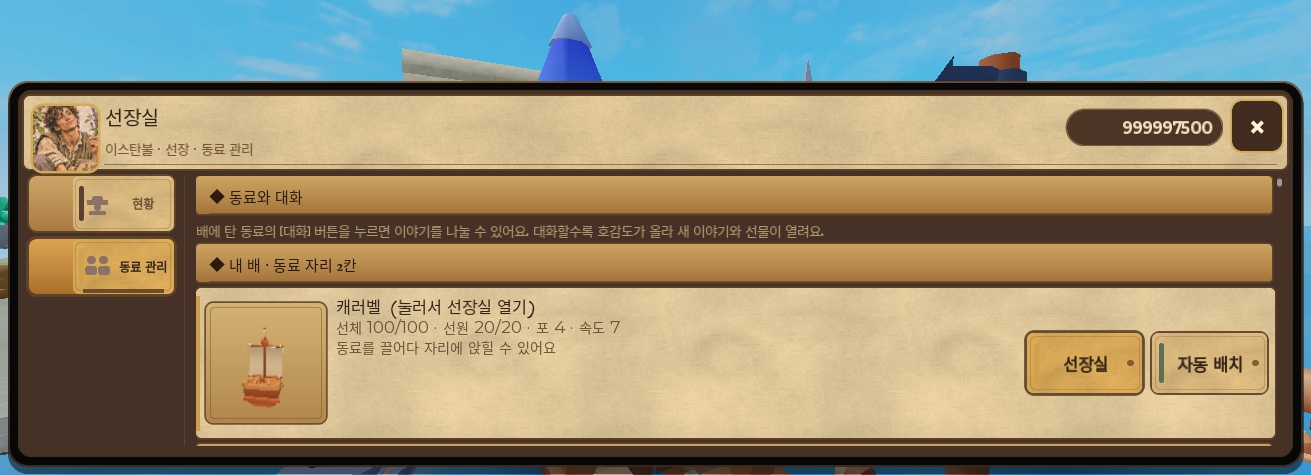 선장실
이스탄불 · 선장 · 동료 관리
999997500
×
현황
동료 관리
◆ 동료와 대화
배에 탄 동료의 [대화] 버튼을 누르면 이야기를 나눌 수 있어요. 대화할수록 호감도가 올라 새 이야기와 선물이 열려요.
◆ 내 배 · 동료 자리 2칸
캐러벨 (눌러서 선장실 열기)
선체 100/100 · 선원 20/20 · 포 4 · 속도 7
동료를 끌어다 자리에 앉힐 수 있어요
선장실
자동 배치